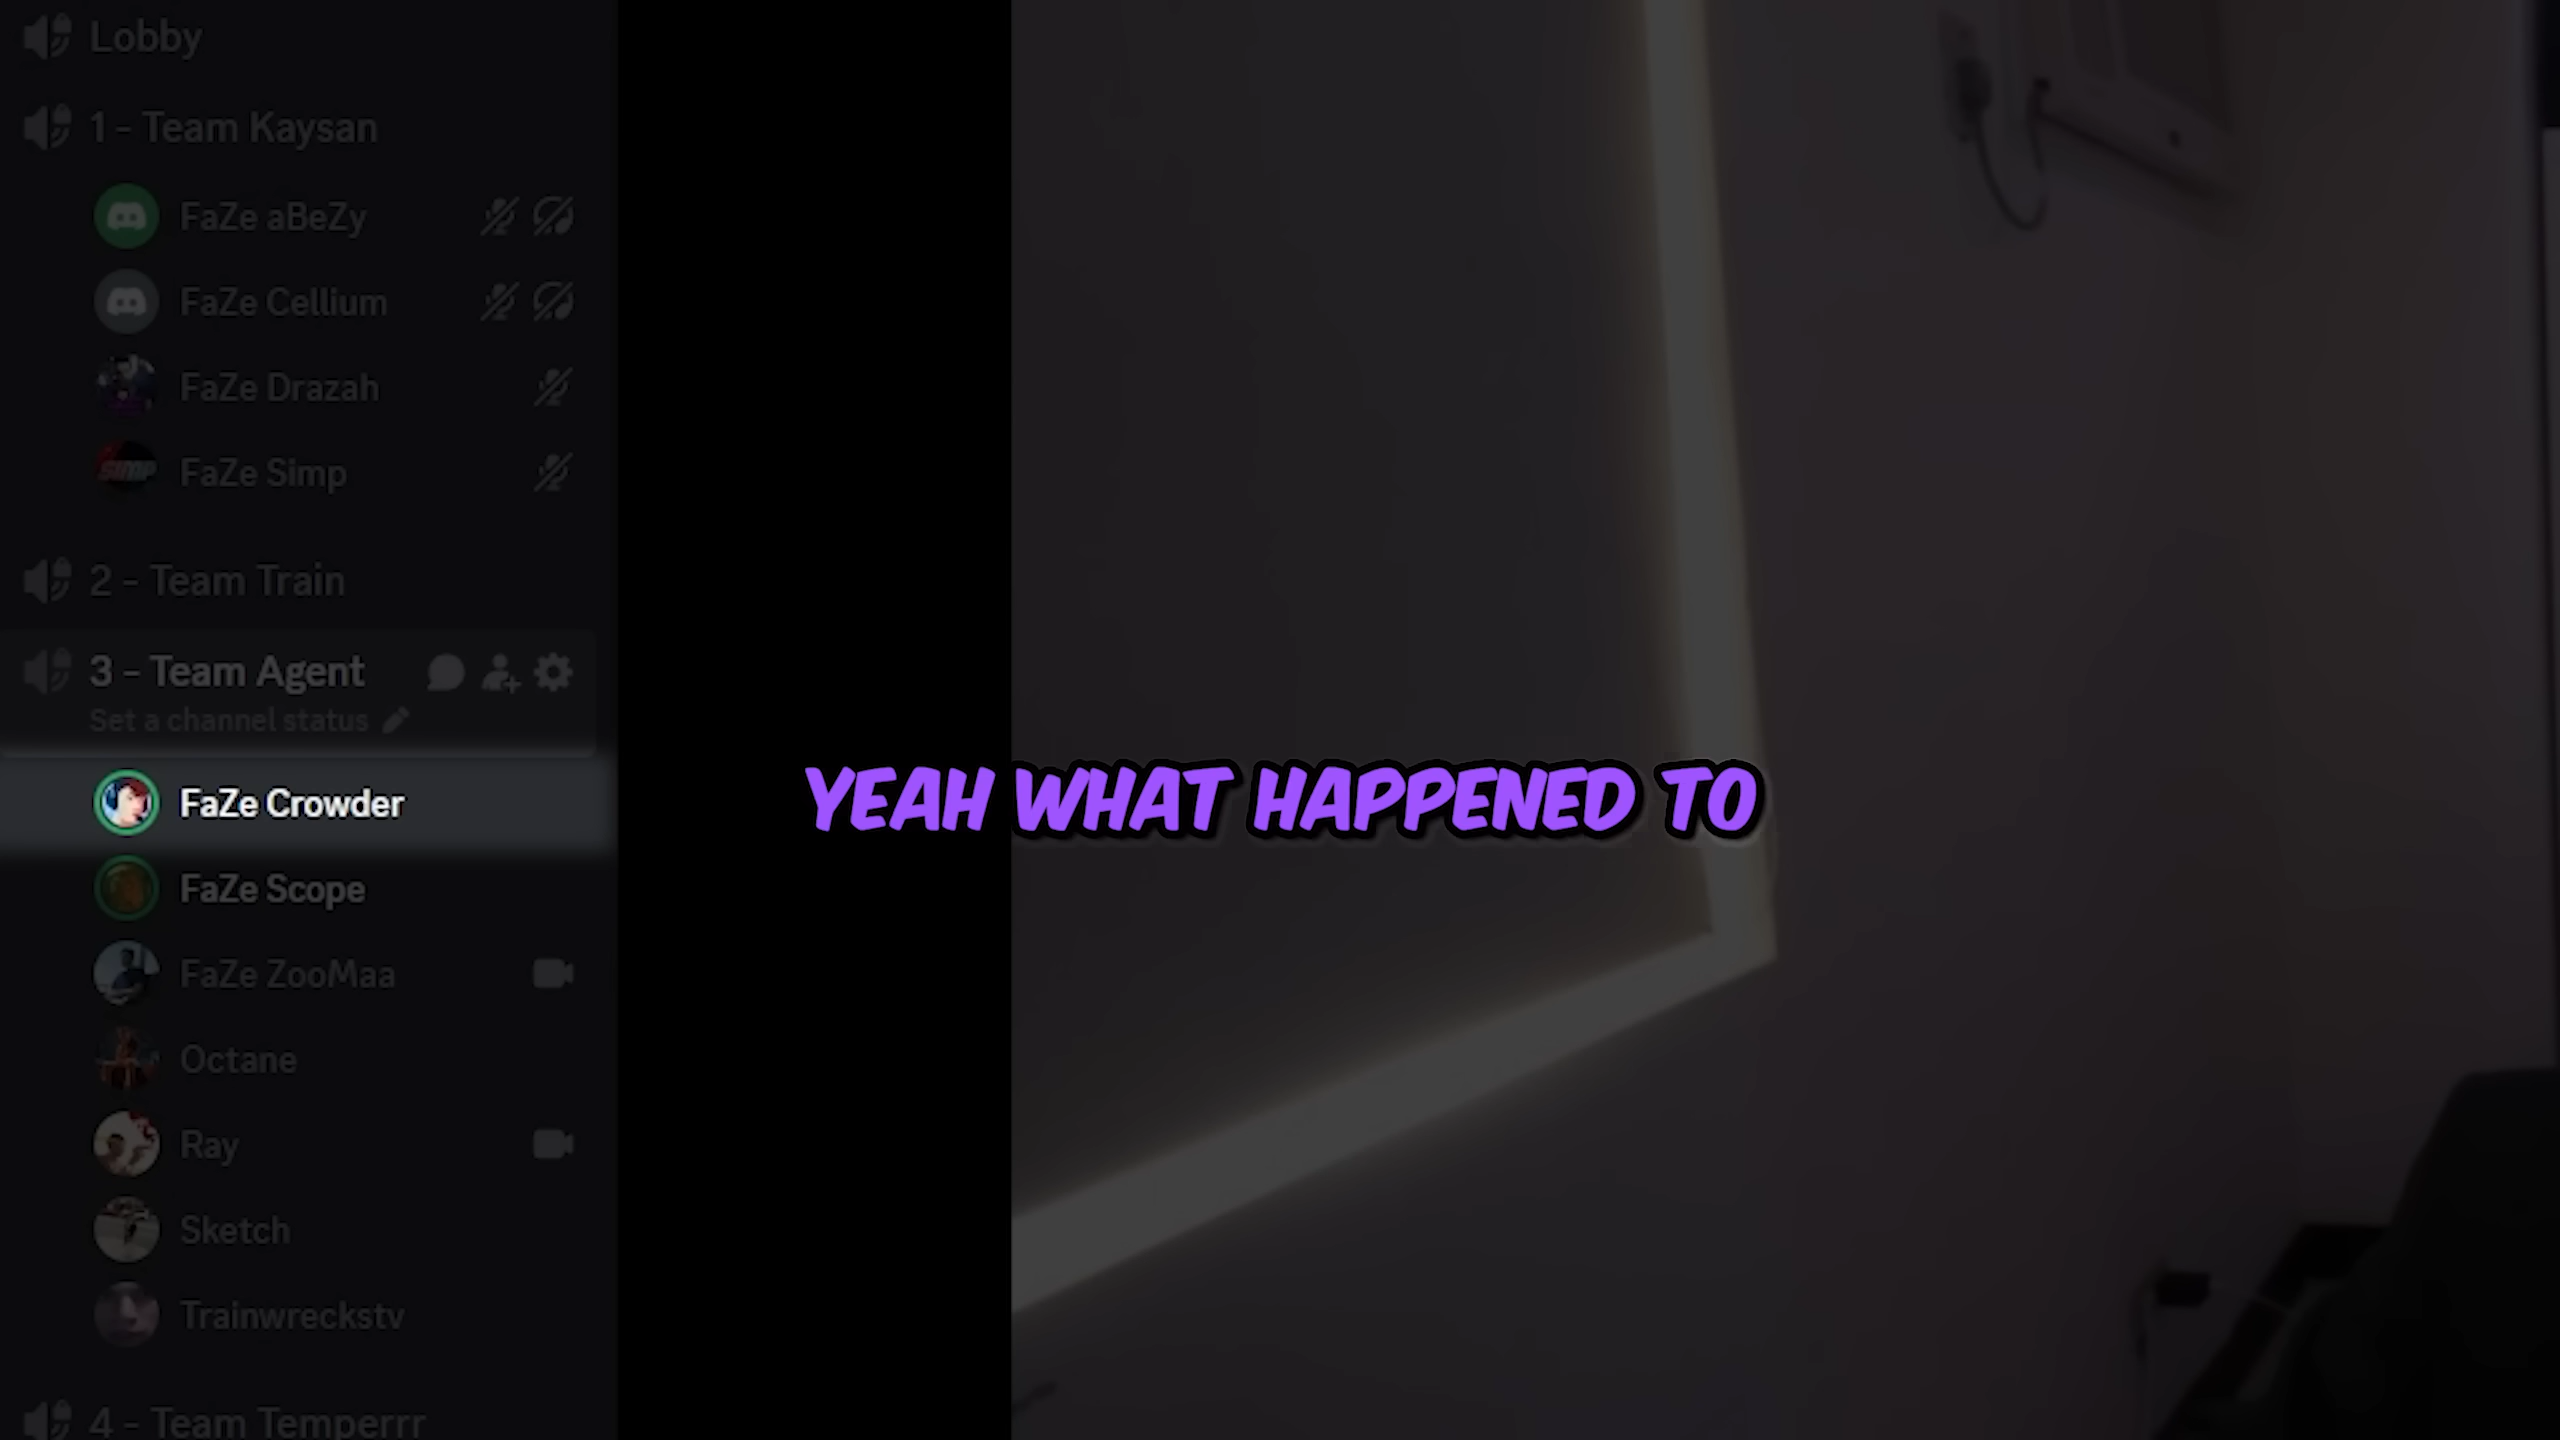 Lobby
1 - Team Kaysan
FaZe aBeZy
FaZe Cellium
FaZe Drazah
SIMP
FaZe Simp
2 - Team Train
3 - Team Agent
Set a channel status
FaZe Crowder
YEAH WHAT HAPPENED TO
FaZe Scope
FaZe ZooMaa
Octane
Ray
Sketch
Trainwreckstv
4 - Team Temperrr